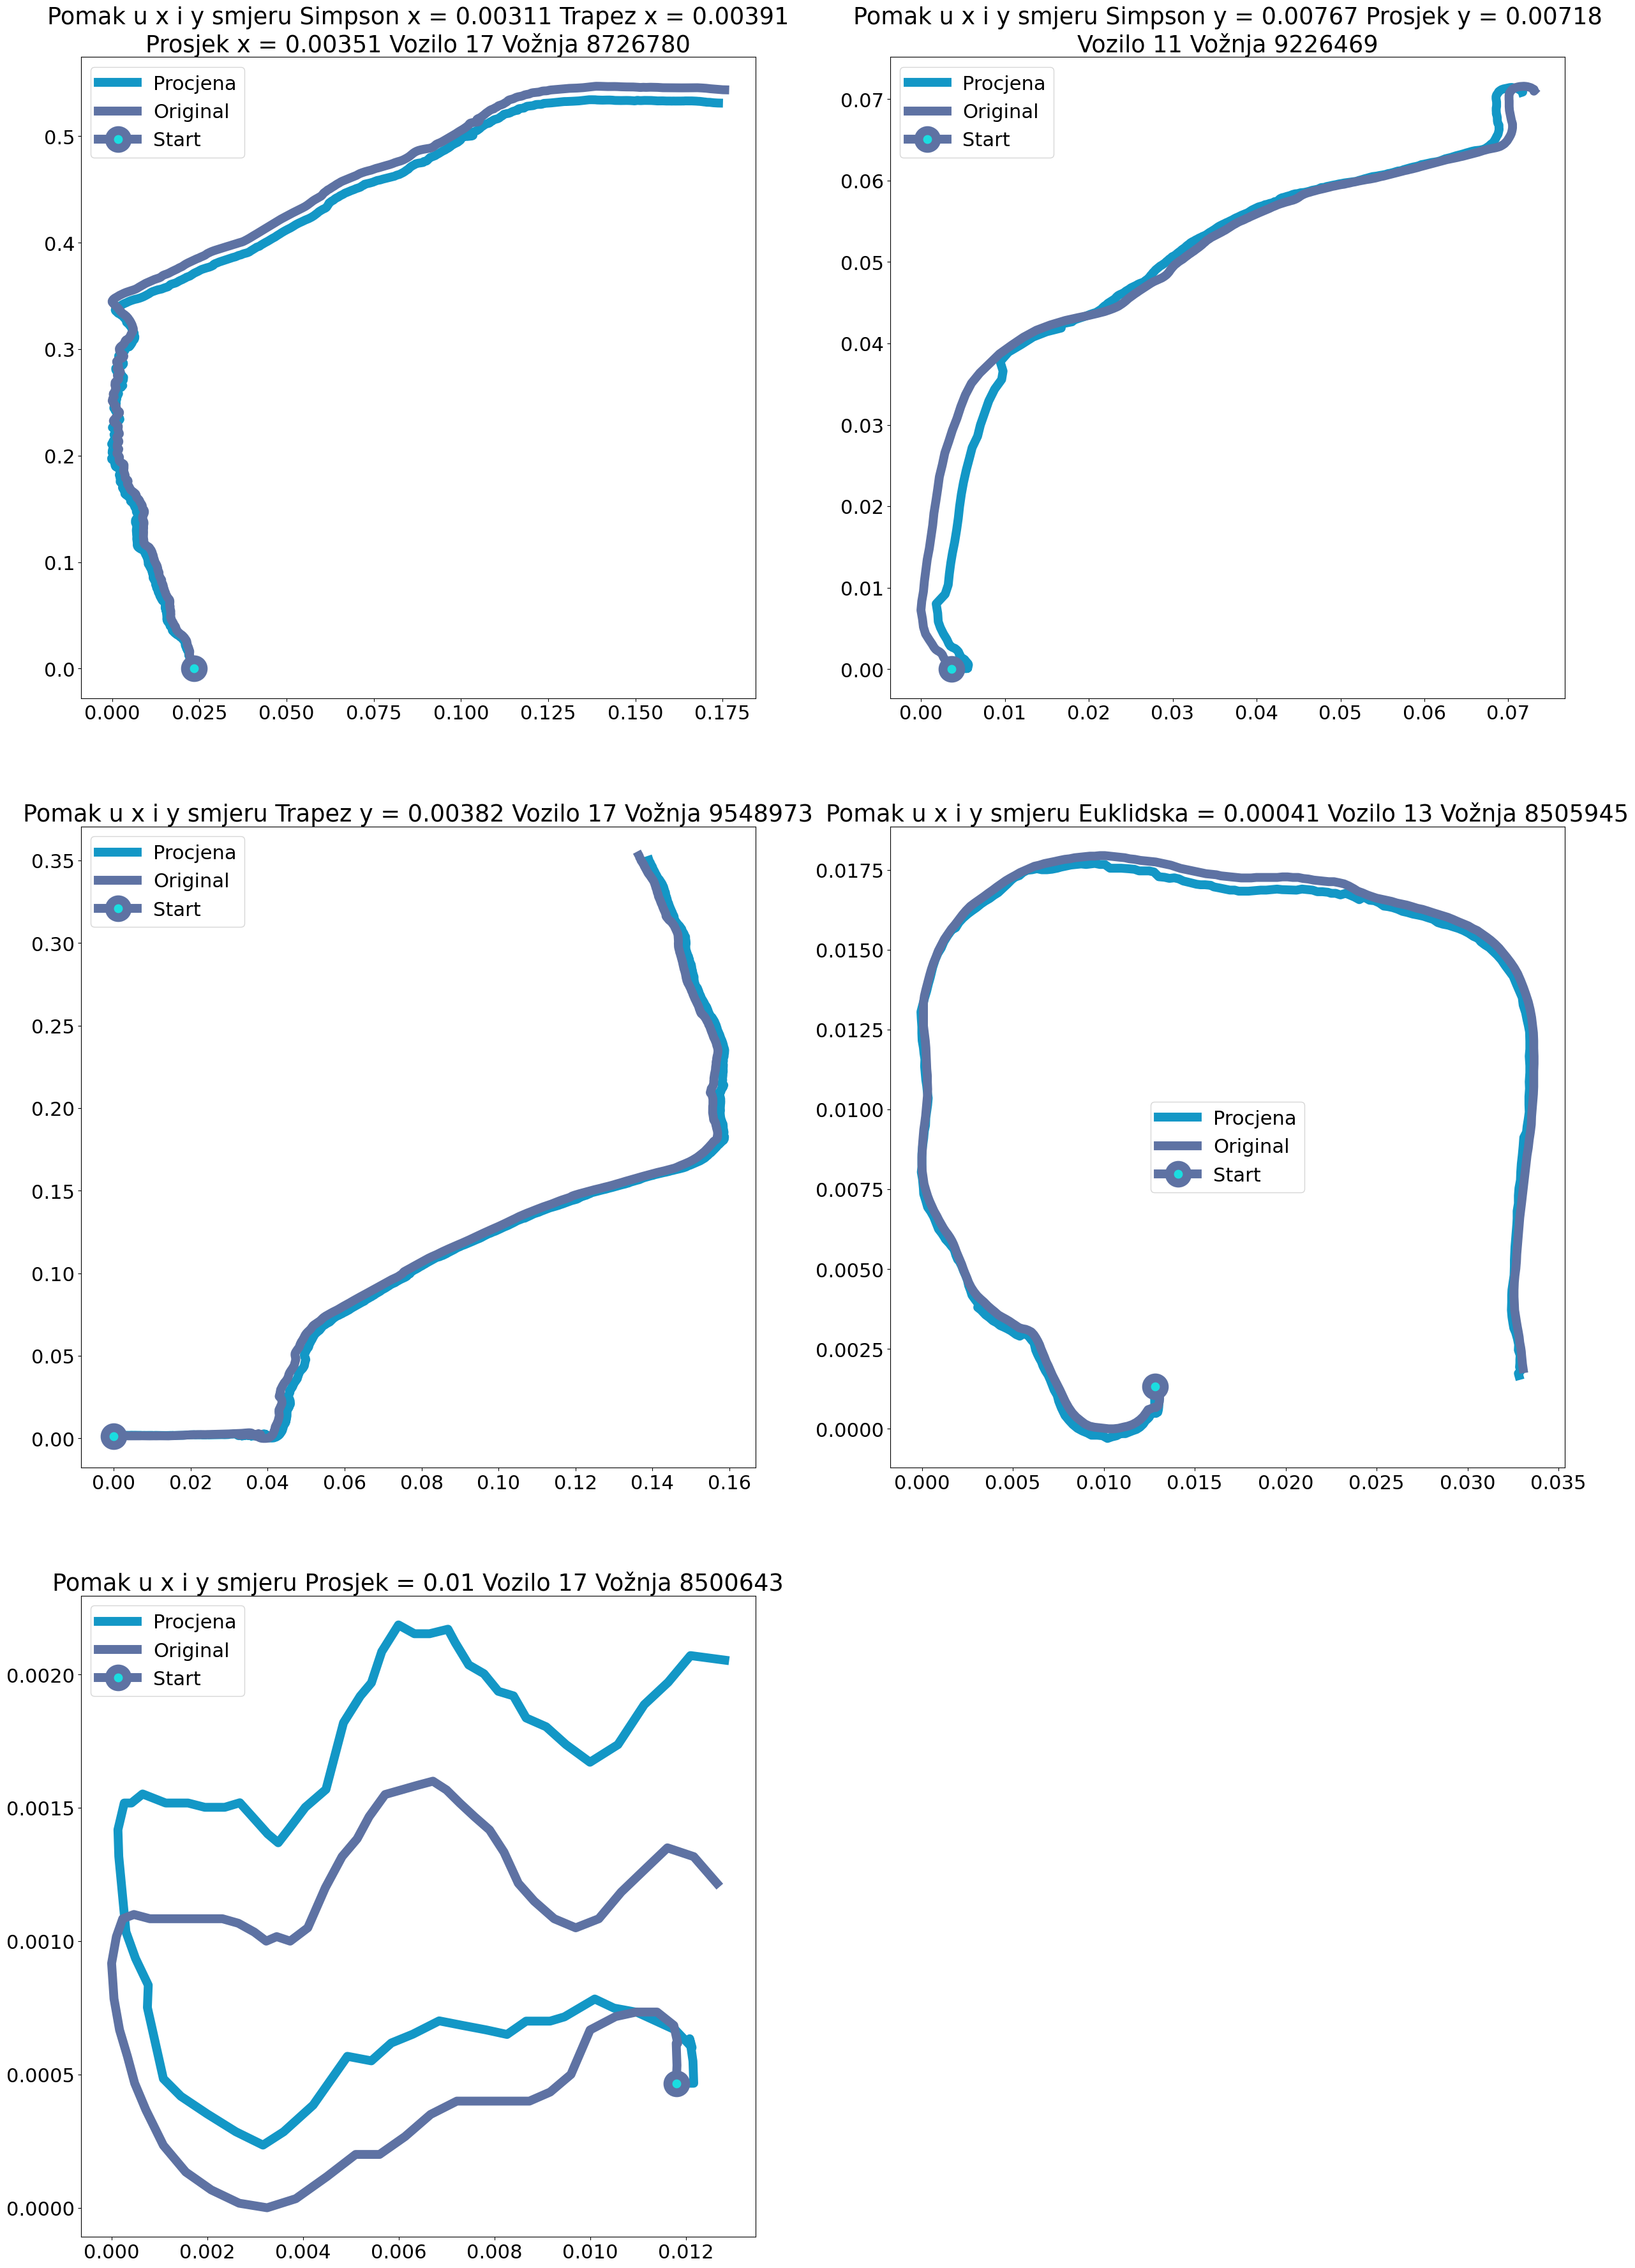 Pomak u x i y smjeru Simpson x = 0.00311 Trapez x = 0.00391
Prosjek x = 0.00351 Vozilo 17 Vožnja 8726780
Procjena
Original
Start
0.5
0.4
0.3
0.2
0.1
0.0
0.000 0.025 0.050 0.075 0.100 0.125 0.150 0.175
Pomak u x i y smjeru Simpson y = 0.00767 Prosjek y = 0.00718
Vozilo 11 Vožnja 9226469
Procjena
Original
Start
0.07
0.06
0.05
0.04
0.03
0.02
0.01
0.00
0.00 0.01 0.02 0.03 0.04 0.05 0.06 0.07
Pomak u x i y smjeru Trapez y = 0.00382 Vozilo 17 Vožnja 9548973
Procjena
Original
Start
0.35
0.30
0.25
0.20
0.15
0.10
0.05
0.00
0.00 0.02 0.04 0.06 0.08 0.10 0.12 0.14 0.16
Pomak u x i y smjeru Euklidska = 0.00041 Vozilo 13 Vožnja 8505945
0.0175
0.0150
0.0125
0.0100
0.0075
0.0050
0.0025
0.0000
Procjena
Original
Start
0.000 0.005 0.010 0.015 0.020 0.025 0.030 0.035
Pomak u x i y smjeru Prosjek = 0.01 Vozilo 17 Vožnja 8500643
Procjena
Original
Start
0.0020
0.0015
0.0010
0.0005
0.0000
0.000 0.002 0.004 0.006 0.008 0.010 0.012